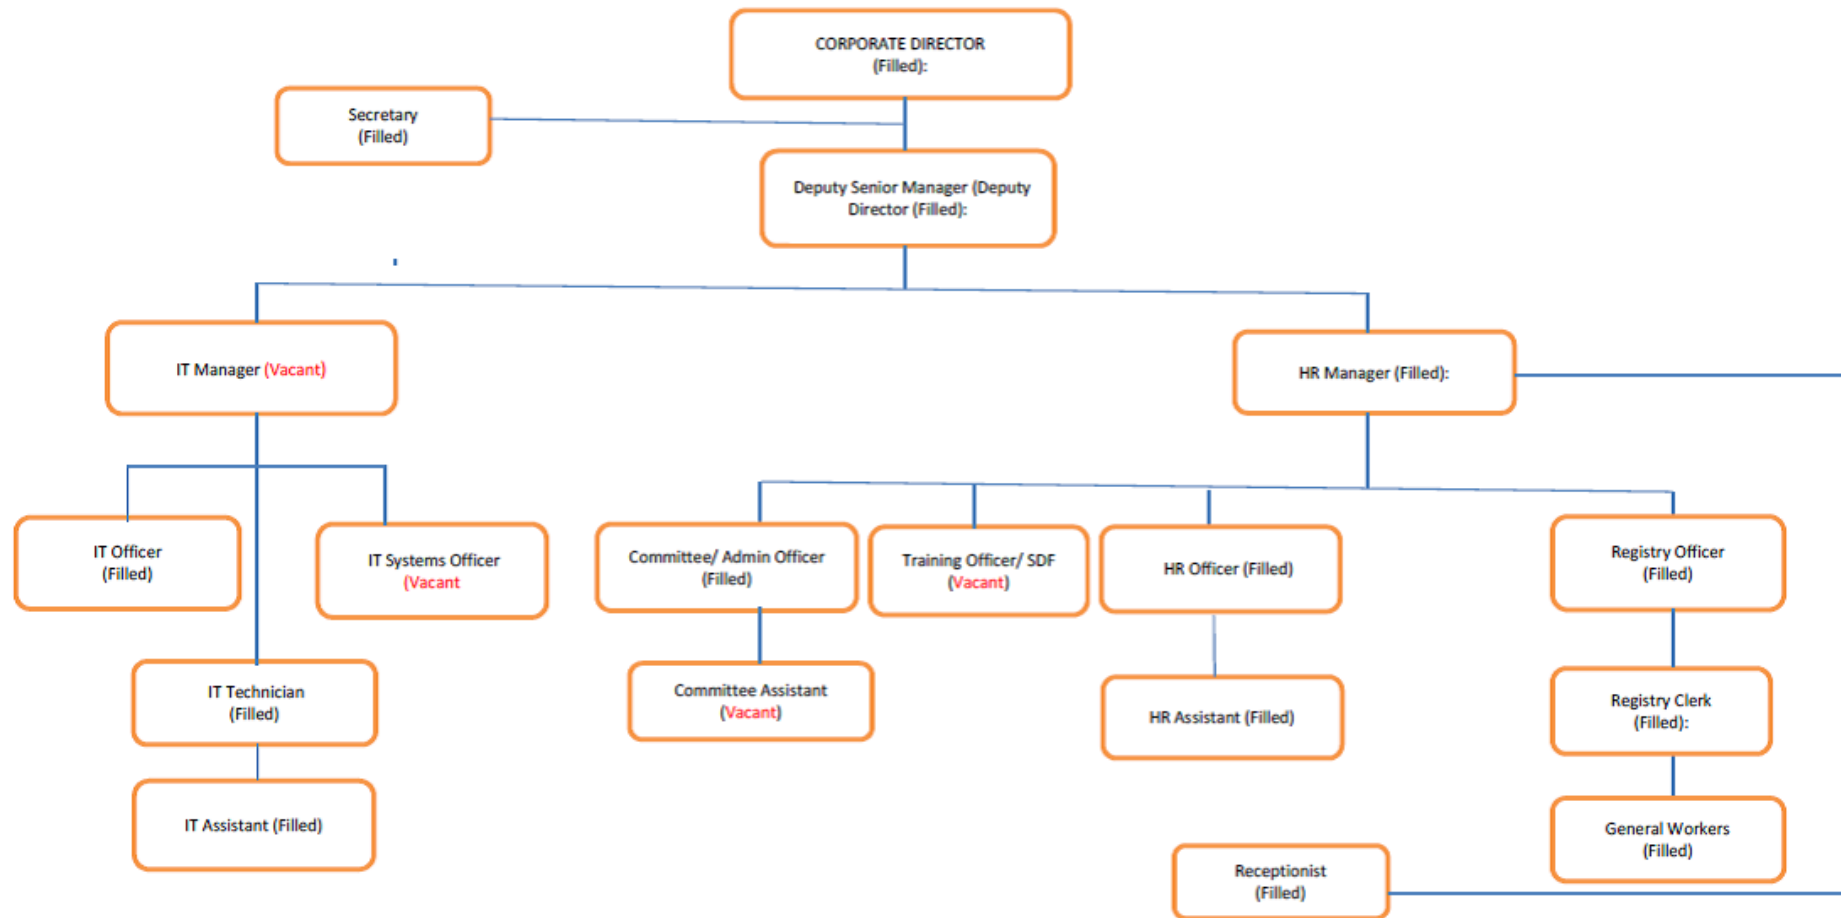 CORPORATE DIRECTOR
(Filled):
Secretary
(Filled)
Deputy Senior Manager (Deputy
Director (Filled):
IT Manager (Vacant)
HR Manager (Filled):
IT Officer
(Filled)
IT Systems Officer
(Vacant
Committee/ Admin Officer
(Filled)
Training Officer/ SDF
(Vacant)
HR Officer (Filled)
Registry Officer
(Filled)
IT Technician
(Filled)
Committee Assistant
(Vacant)
HR Assistant (Filled)
Registry Clerk
(Filled):
IT Assistant (Filled)
General Workers
(Filled)
Receptionist
(Filled)